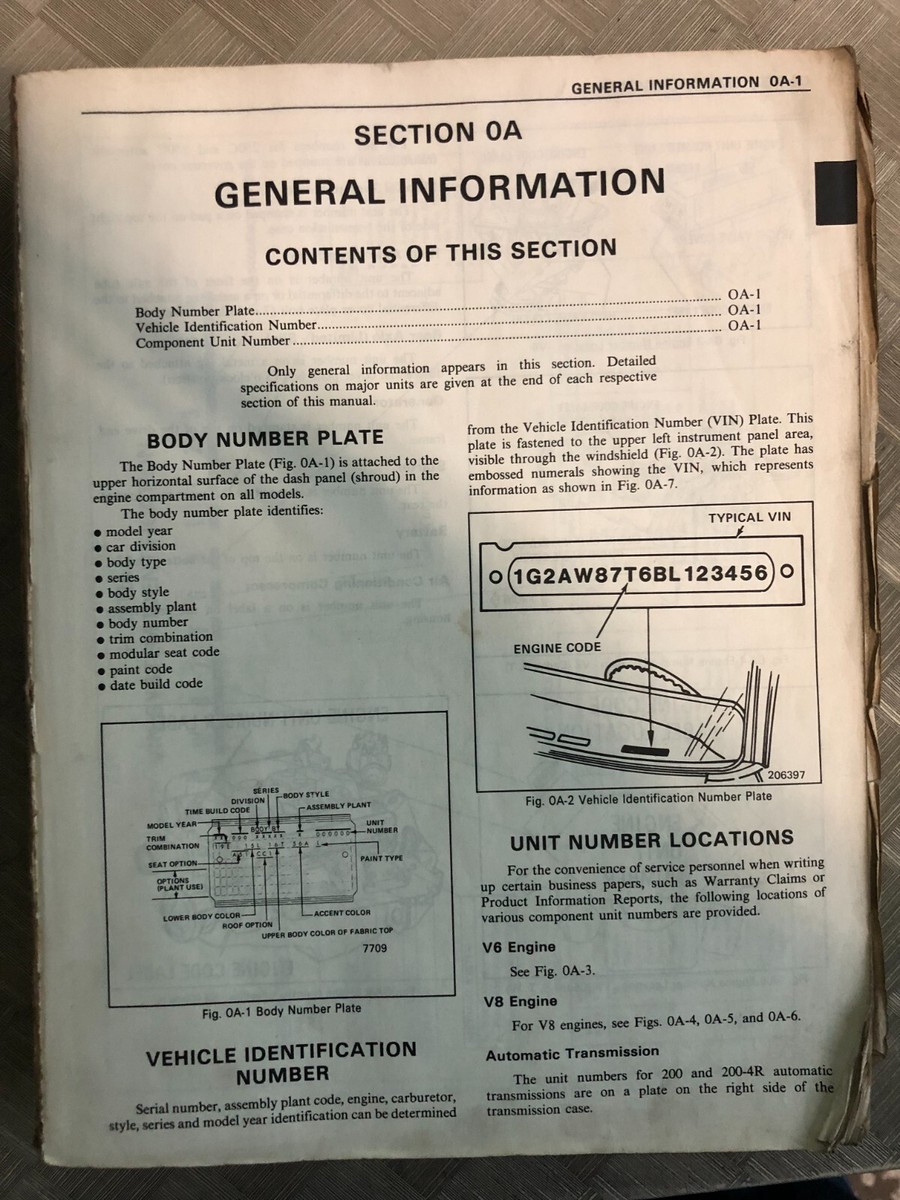 GENERAL INFORMATION 0A-1
SECTION 0A
GENERAL INFORMATION
CONTENTS OF THIS SECTION
Body Number Plate.......... OA-1
Vehicle Identification Number.......... OA-1
Component Unit Number.......... OA-1
Only general information appears in this section. Detailed
specifications on major units are given at the end of each respective
section of this manual.
BODY NUMBER PLATE
The Body Number Plate (Fig. 0A-1) is attached to the
upper horizontal surface of the dash panel (shroud) in the
engine compartment on all models.
The body number plate identifies:
● model year
● car division
● body type
● series
● body style
● assembly plant
● body number
● trim combination
● modular seat code
● paint code
● date build code
SERIES
DIVISION
BODY STYLE
TIME BUILD CODE
ASSEMBLY PLANT
MODEL YEAR
UNIT
NUMBER
TRIM
COMBINATION
BODY BY
SEAT OPTION
PAINT TYPE
OPTIONS
(PLANT USE)
LOWER BODY COLOR
ACCENT COLOR
ROOF OPTION
UPPER BODY COLOR OF FABRIC TOP
7709
Fig. 0A-1 Body Number Plate
VEHICLE IDENTIFICATION
NUMBER
Serial number, assembly plant code, engine, carburetor,
style, series and model year identification can be determined
from the Vehicle Identification Number (VIN) Plate. This
plate is fastened to the upper left instrument panel area,
visible through the windshield (Fig. 0A-2). The plate has
embossed numerals showing the VIN, which represents
information as shown in Fig. 0A-7.
TYPICAL VIN
1G2AW87T6BL123456
ENGINE CODE
206397
Fig. 0A-2 Vehicle Identification Number Plate
UNIT NUMBER LOCATIONS
For the convenience of service personnel when writing
up certain business papers, such as Warranty Claims or
Product Information Reports, the following locations of
various component unit numbers are provided.
V6 Engine
See Fig. 0A-3.
V8 Engine
For V8 engines, see Figs. 0A-4, 0A-5, and 0A-6.
Automatic Transmission
The unit numbers for 200 and 200-4R automatic
transmissions are on a plate on the right side of the
transmission case.